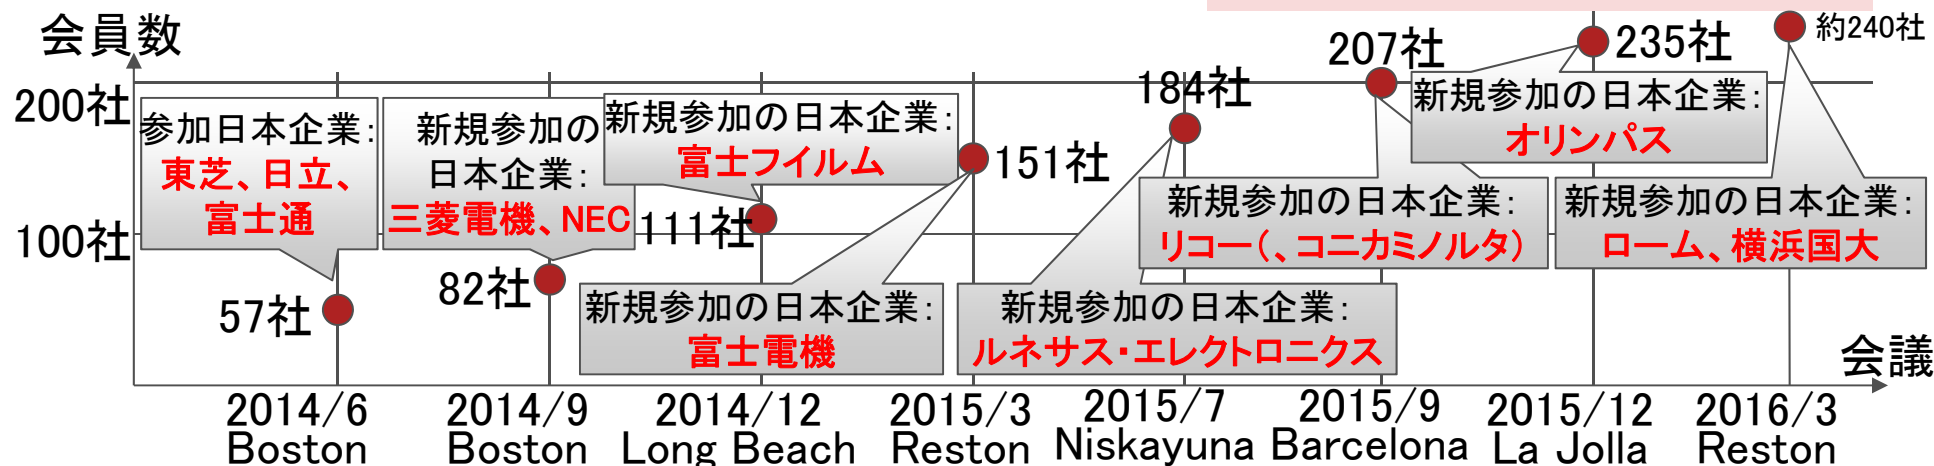 会員数
200社
100社
参加日本企業:
東芝、日立、
富士通
57社
新規参加の
日本企業:
三菱電機、NEC
82社
新規参加の日本企業:
富士フイルム
111社
新規参加の日本企業:
富士電機
151社
新規参加の日本企業:
ルネサス・エレクトロニクス
184社
新規参加の日本企業:
リコー(、コニカミノルタ)
207社
新規参加の日本企業:
オリンパス
235社
新規参加の日本企業:
ローム、横浜国大
約240社
会議
2014/6
Boston
2014/9
Boston
2014/12
Long Beach
2015/3
Reston
2015/7
Niskayuna
2015/9
Barcelona
2015/12
La Jolla
2016/3
Reston